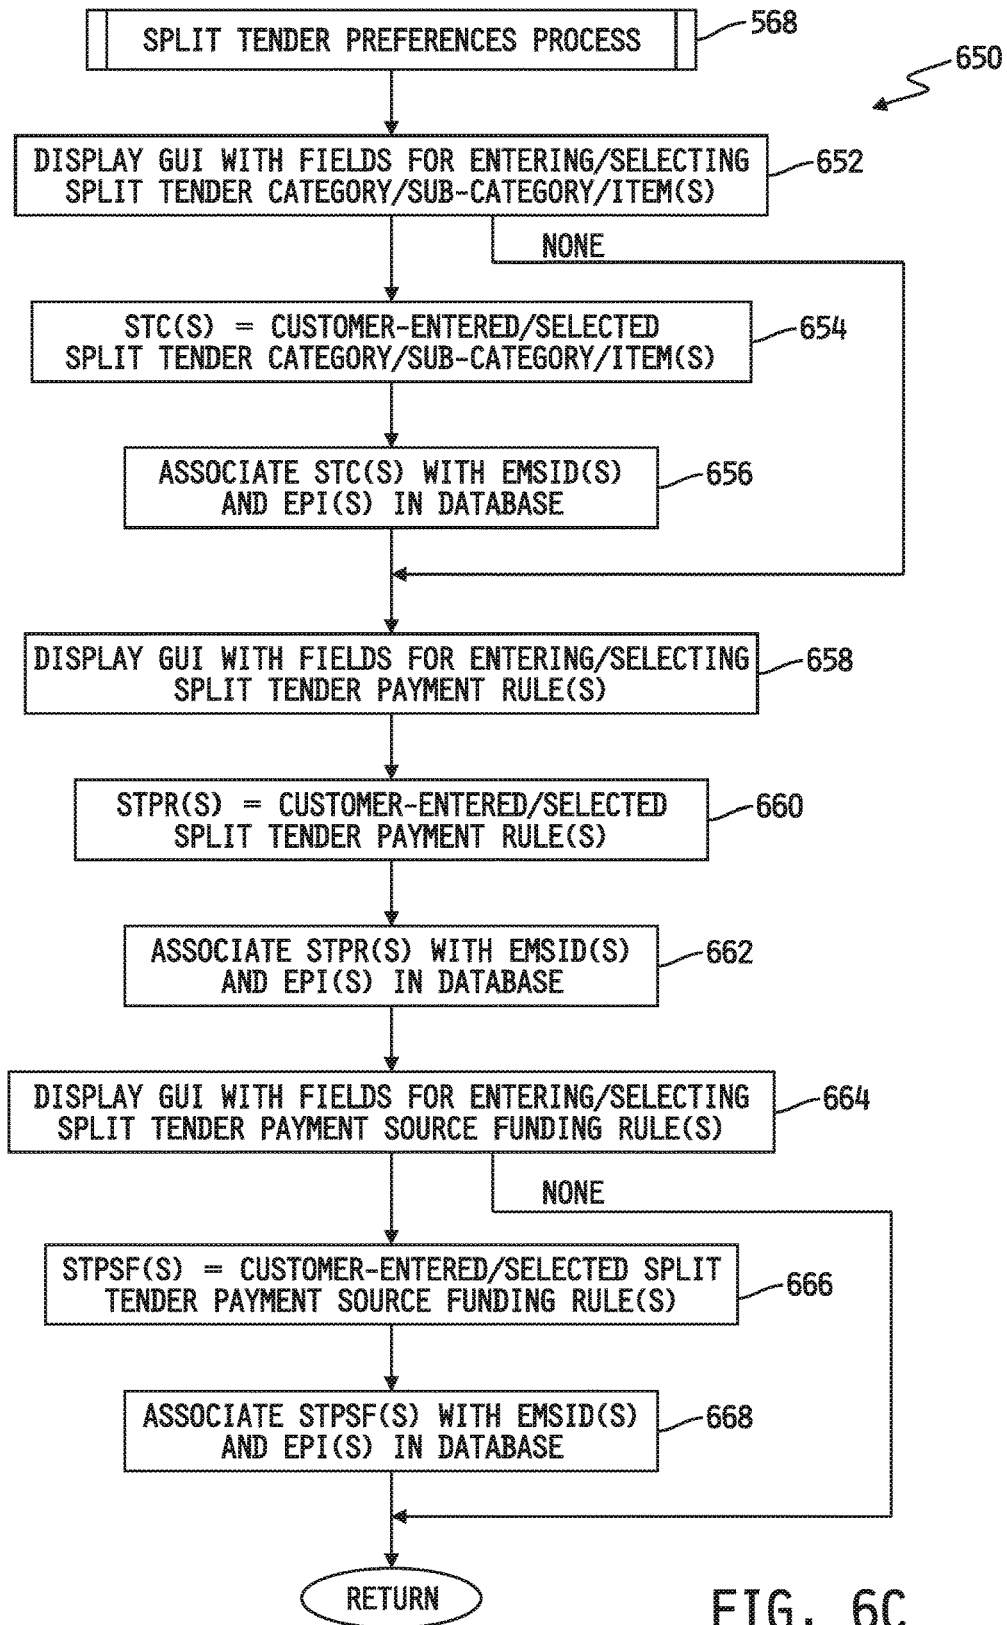 SPLIT TENDER PREFERENCES PROCESS
568
650
DISPLAY GUI WITH FIELDS FOR ENTERING/SELECTING
SPLIT TENDER CATEGORY/SUB-CATEGORY/ITEM(S)
652
NONE
STC(S) = CUSTOMER-ENTERED/SELECTED
SPLIT TENDER CATEGORY/SUB-CATEGORY/ITEM(S)
654
ASSOCIATE STC(S) WITH EMSID(S)
AND EPI(S) IN DATABASE
656
DISPLAY GUI WITH FIELDS FOR ENTERING/SELECTING
SPLIT TENDER PAYMENT RULE(S)
658
STPR(S) = CUSTOMER-ENTERED/SELECTED
SPLIT TENDER PAYMENT RULE(S)
660
ASSOCIATE STPR(S) WITH EMSID(S)
AND EPI(S) IN DATABASE
662
DISPLAY GUI WITH FIELDS FOR ENTERING/SELECTING
SPLIT TENDER PAYMENT SOURCE FUNDING RULE(S)
664
NONE
STPSF(S) = CUSTOMER-ENTERED/SELECTED SPLIT
TENDER PAYMENT SOURCE FUNDING RULE(S)
666
ASSOCIATE STPSF(S) WITH EMSID(S)
AND EPI(S) IN DATABASE
668
RETURN
FIG. 6C